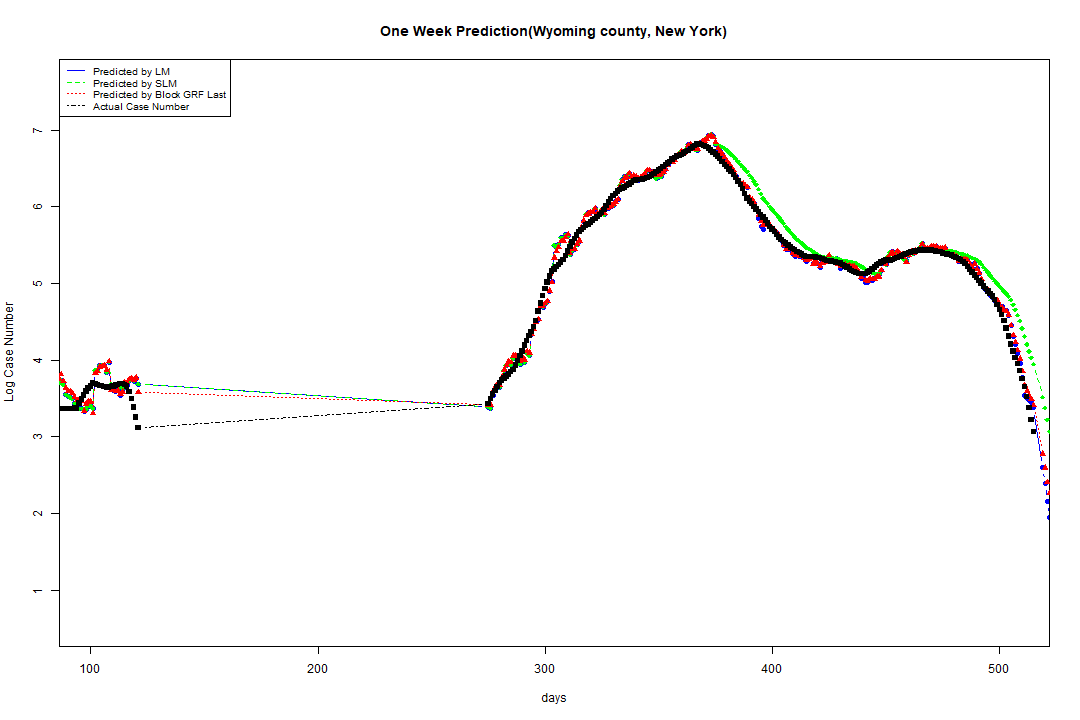 One Week Prediction(Wyoming county, New York)
Predicted by LM
Predicted by SLM
Predicted by Block GRF Last
Actual Case Number
Log Case Number
7
6
5
4
3
2
1
100 200 300 400 500
days